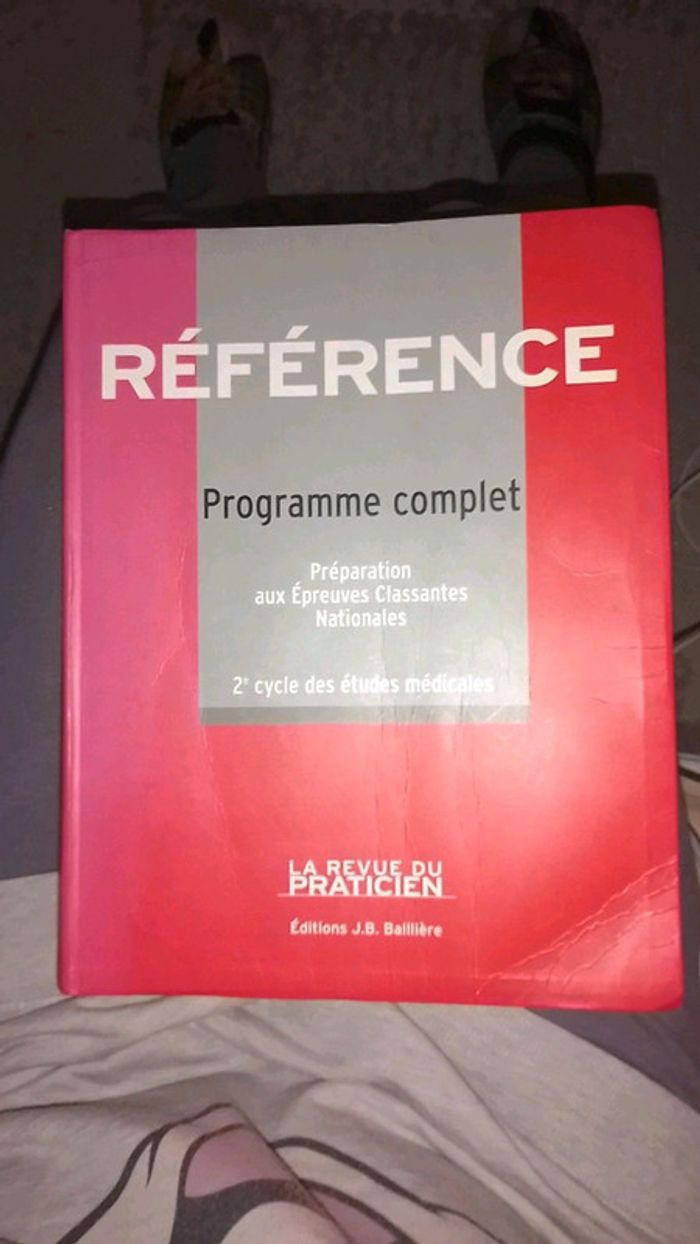 RÉFÉRENCE
Programme complet
Préparation
aux Épreuves Classantes
Nationales
2e cycle des études médicales
LA REVUE DU
PRATICIEN
Éditions J.B. Baillière